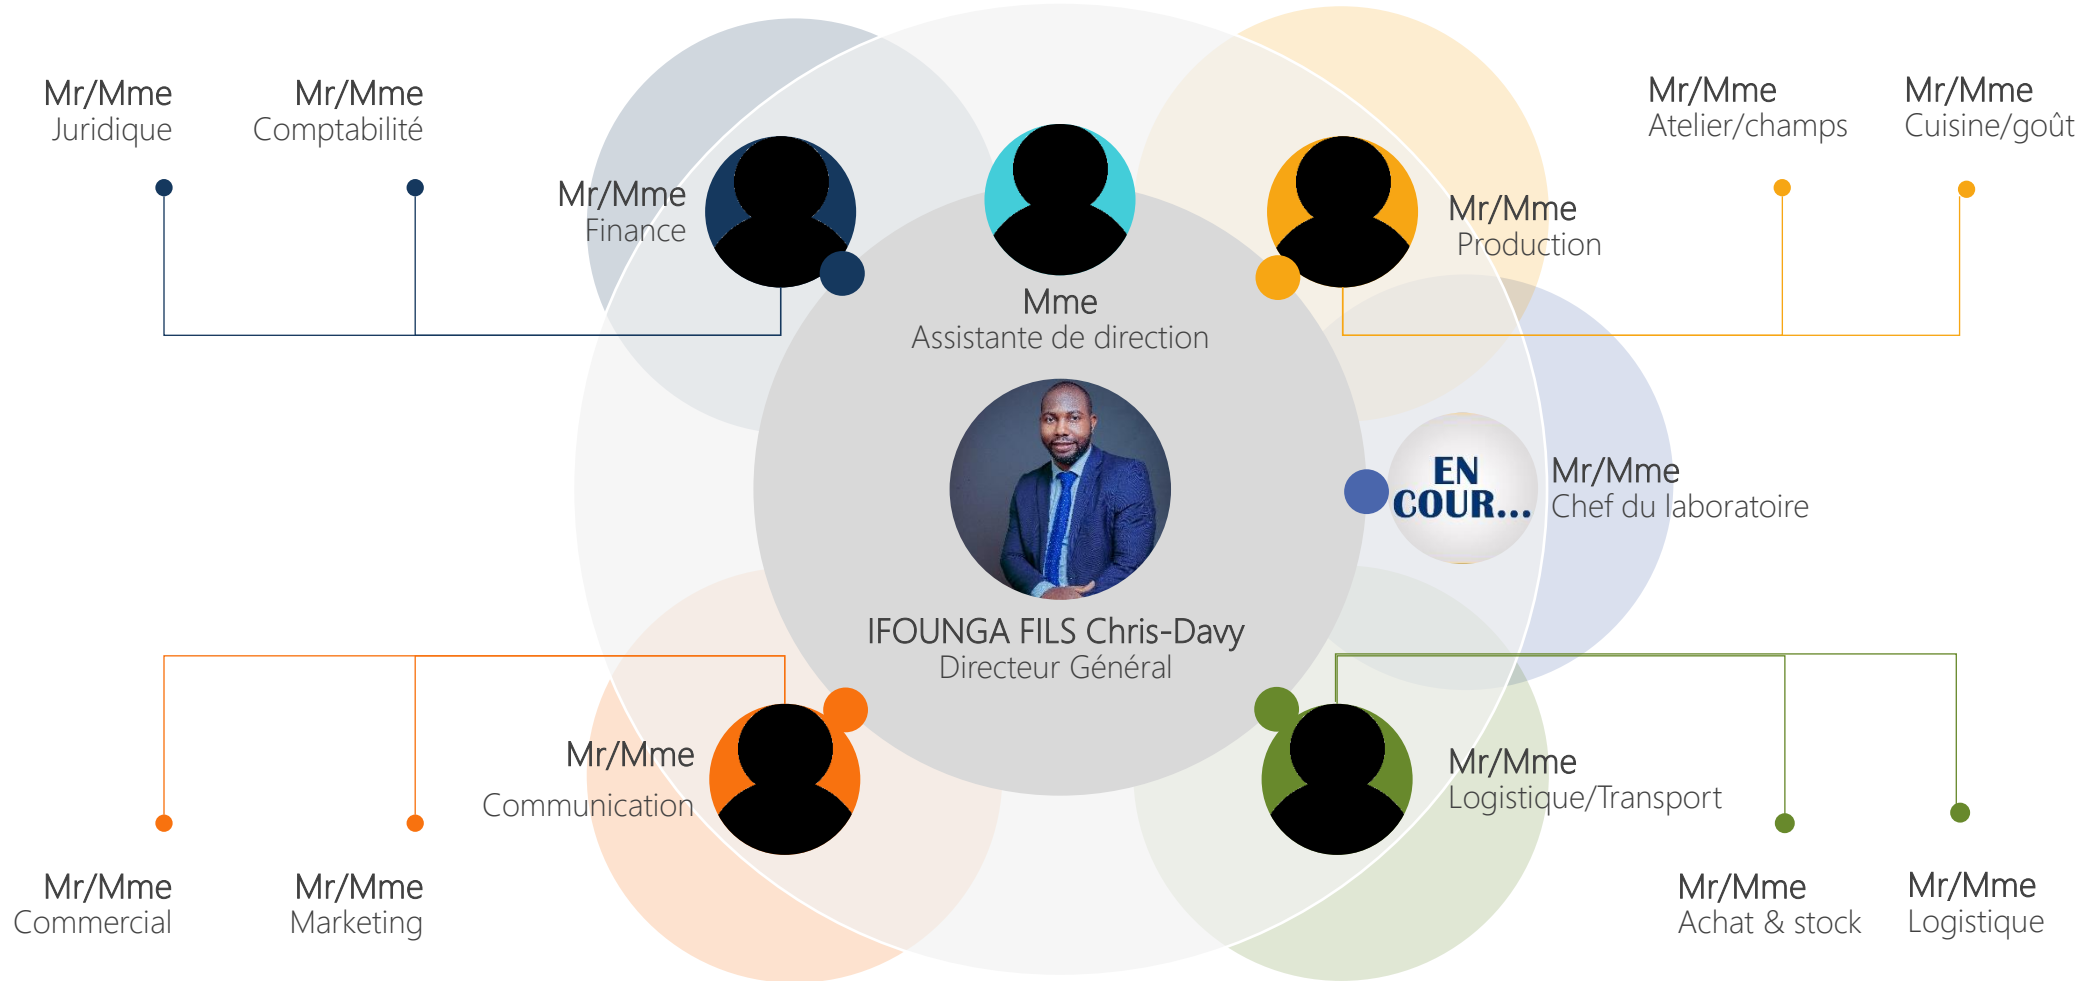 Mr/Mme
Juridique
Mr/Mme
Comptabilité
Mr/Mme
Finance
Mme
Assistante de direction
Mr/Mme
Production
Mr/Mme
Atelier/champs
Mr/Mme
Cuisine/goût
EN
COUR...
Mr/Mme
Chef du laboratoire
IFOUNGA FILS Chris-Davy
Directeur Général
Mr/Mme
Communication
Mr/Mme
Logistique/Transport
Mr/Mme
Commercial
Mr/Mme
Marketing
Mr/Mme
Achat & stock
Mr/Mme
Logistique